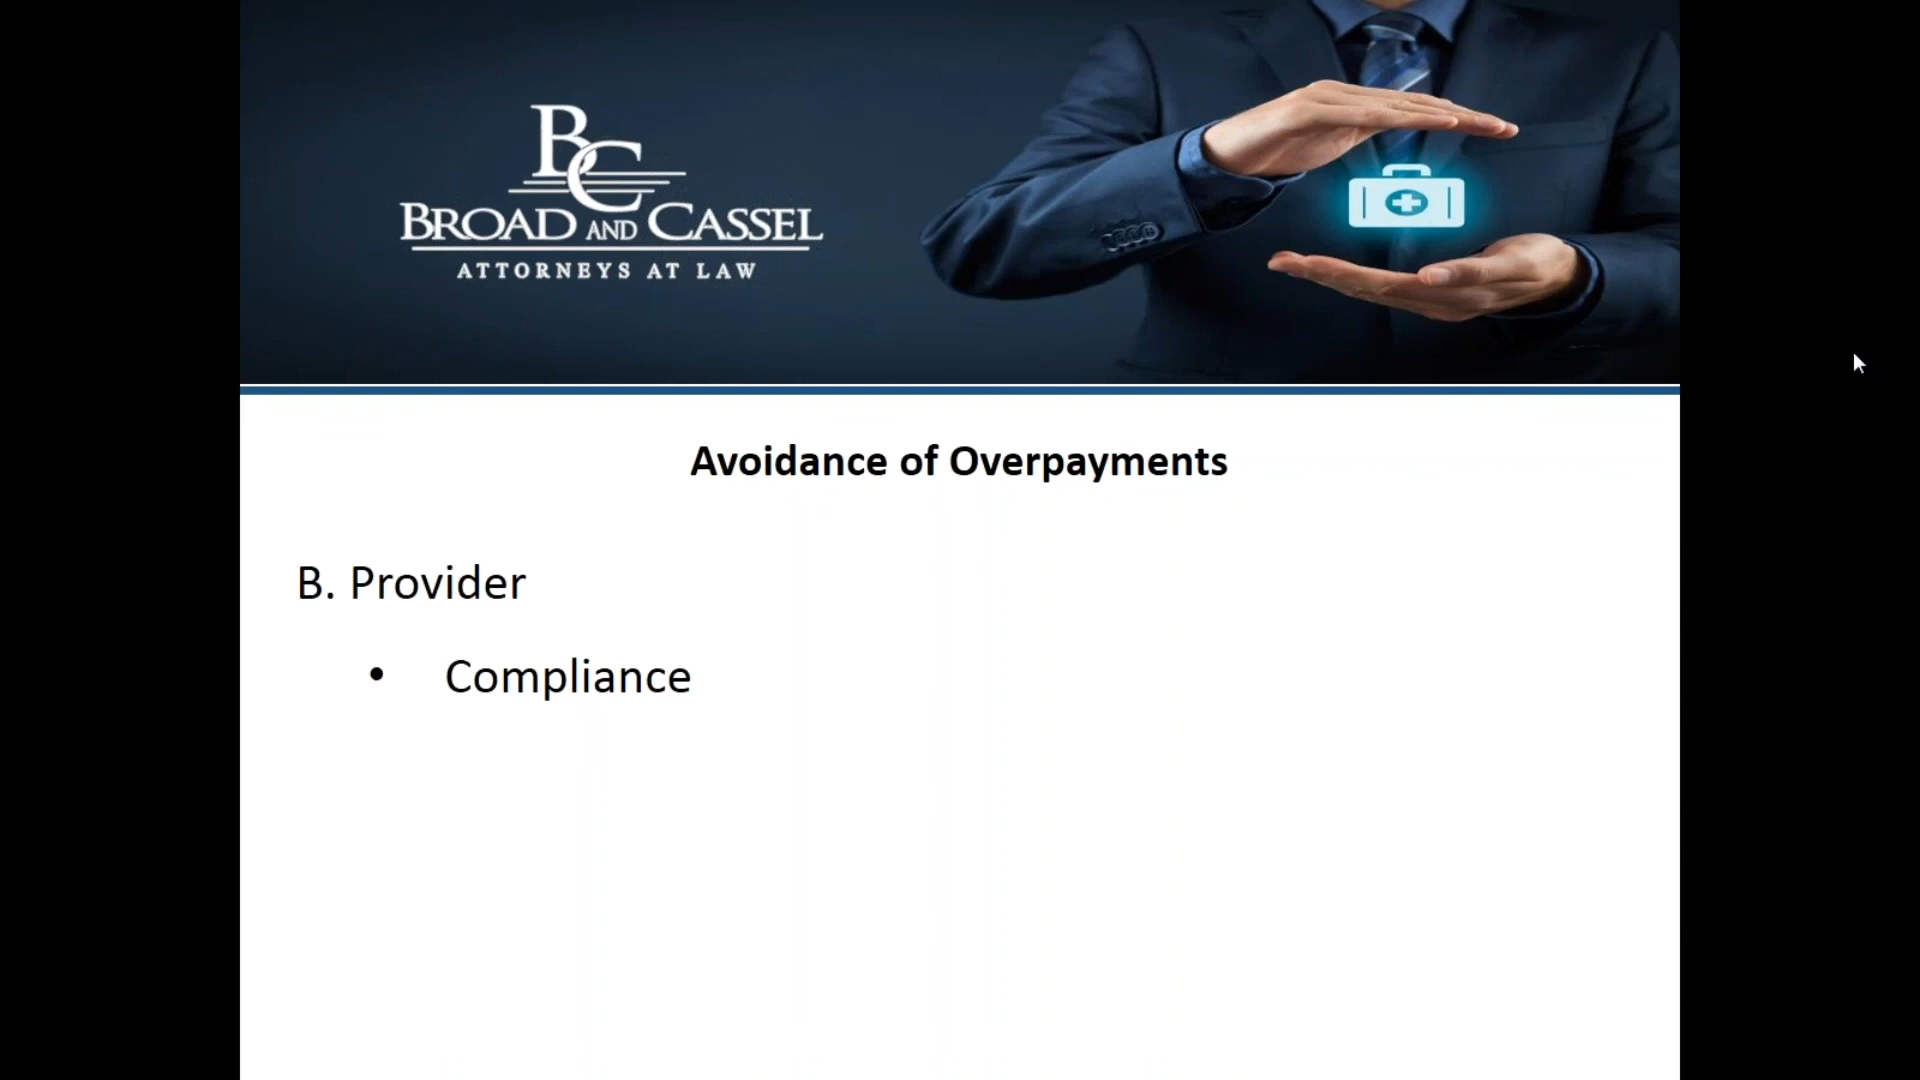 BC
BROAD AND CASSEL
ATTORNEYS AT LAW
Avoidance of Overpayments
B. Provider
• Compliance